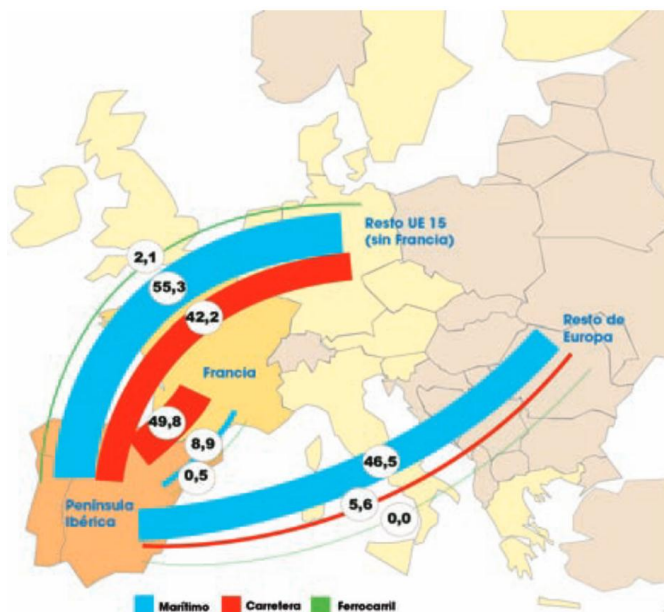 Resto UE 15
(sin Francia)
2,1
55,3
42,2
Resto de
Europa
Francia
49,8
8,9
46,5
0,5
5,6
0,0
Península
Ibérica
Marítimo
Carretera
Ferrocarril